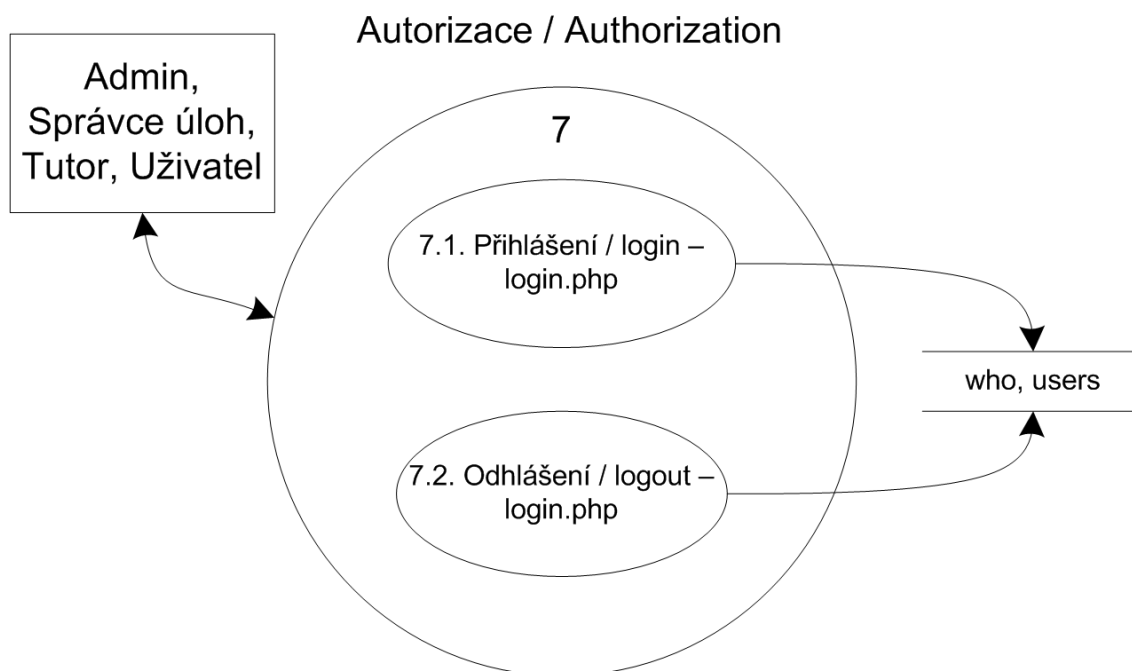 Autorizace / Authorization
Admin,
Správce úloh,
Tutor, Uživatel
7
7.1. Přihlášení / login –
login.php
who, users
7.2. Odhlášení / logout –
login.php